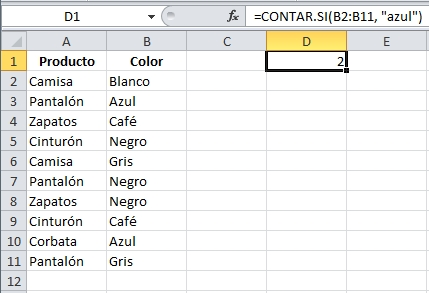 D1 fx =CONTAR.SI(B2:B11, "azul")
A B C D E
1 Producto Color 2
2 Camisa Blanco
3 Pantalón Azul
4 Zapatos Café
5 Cinturón Negro
6 Camisa Gris
7 Pantalón Negro
8 Zapatos Negro
9 Cinturón Café
10 Corbata Azul
11 Pantalón Gris
12